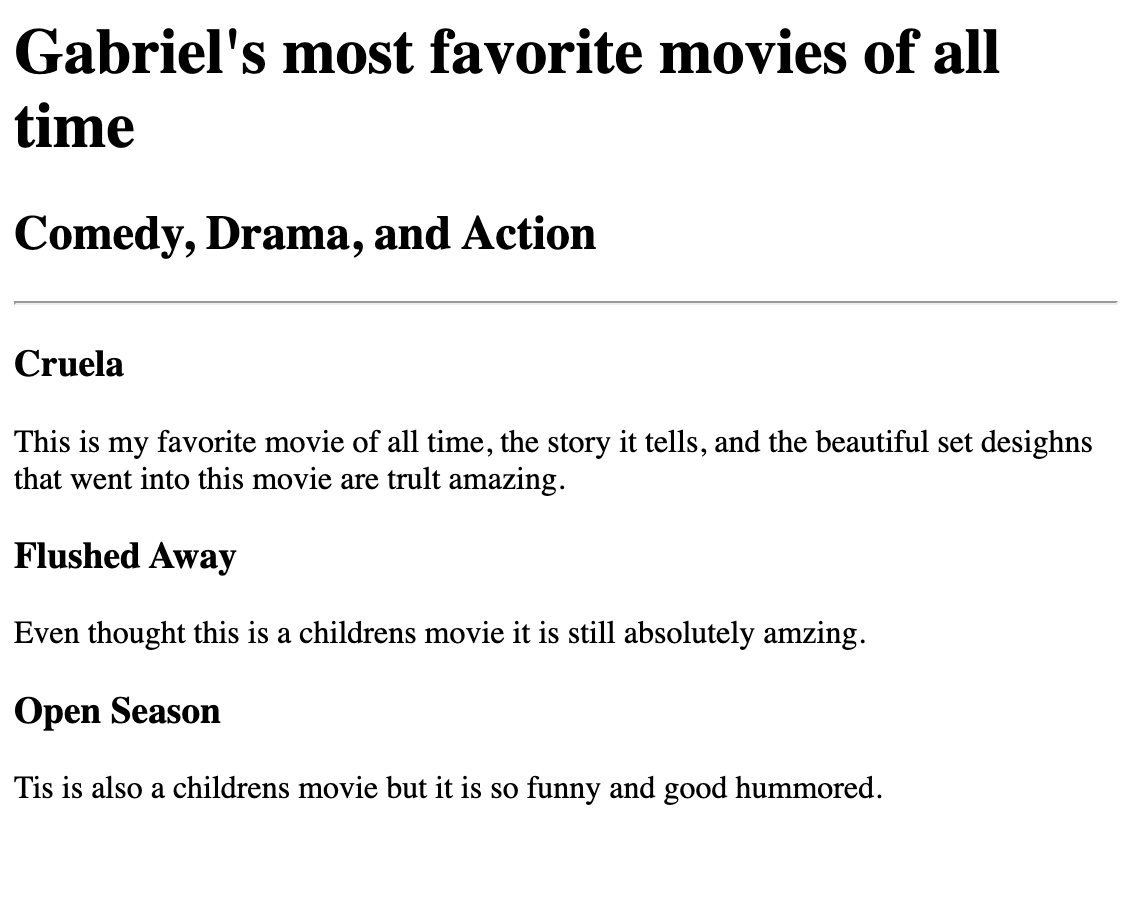 Gabriel's most favorite movies of all
time
Comedy, Drama, and Action
Cruela
This is my favorite movie of all time, the story it tells, and the beautiful set desighns
that went into this movie are trult amazing.
Flushed Away
Even thought this is a childrens movie it is still absolutely amzing.
Open Season
Tis is also a childrens movie but it is so funny and good hummored.